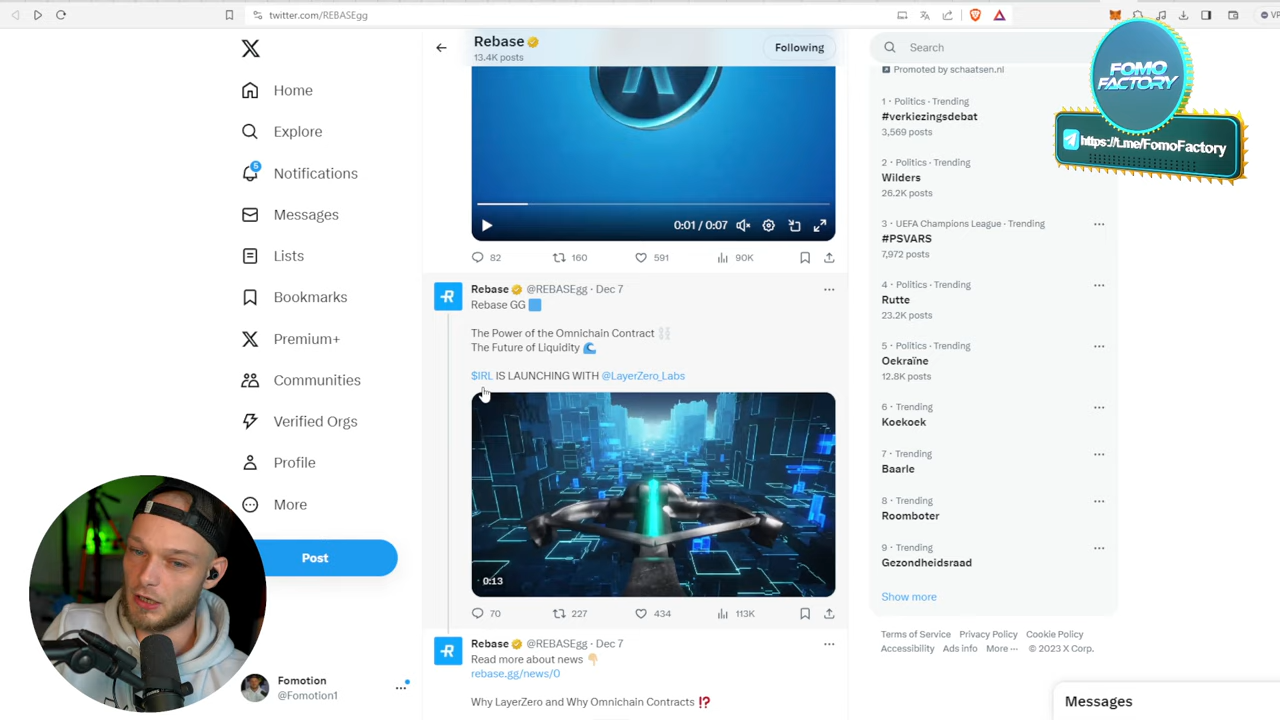 twitter.com/REBASEgg
VP
X
Home
Explore
5
Notifications
Messages
Lists
Bookmarks
Premium+
Communities
Verified Orgs
Profile
More
Post
Fomotion
@Fomotion1
Rebase
13.4K posts
Following
0:01 / 0:07
82
160
591
90K
Rebase @REBASEgg · Dec 7
Rebase GG
The Power of the Omnichain Contract
The Future of Liquidity
$IRL IS LAUNCHING WITH @LayerZero_Labs
0:13
70
227
434
113K
Rebase @REBASEgg · Dec 7
Read more about news
rebase.gg/news/0
Why LayerZero and Why Omnichain Contracts ⁉️
Search
Promoted by schaatsen.nl
1 · Politics · Trending
#verkiezingsdebat
3,569 posts
2 · Politics · Trending
Wilders
26.2K posts
3 · UEFA Champions League · Trending
#PSVARS
7,972 posts
4 · Politics · Trending
Rutte
23.2K posts
5 · Politics · Trending
Oekraïne
12.8K posts
6 · Trending
Koekoek
7 · Trending
Baarle
8 · Trending
Roomboter
9 · Trending
Gezondheidsraad
Show more
Terms of Service Privacy Policy Cookie Policy
Accessibility Ads info More ··· © 2023 X Corp.
Messages
FOMO
FACTORY
https://t.me/FomoFactory